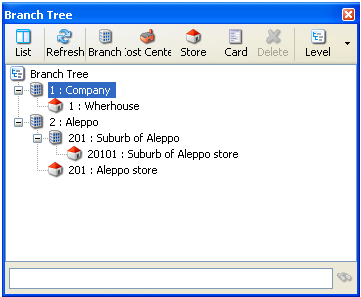 Branch Tree
List Refresh Branch Cost Cente Store Card Delete Level
Branch Tree
1 : Company
1 : Wherhouse
2 : Aleppo
201 : Suburb of Aleppo
20101 : Suburb of Aleppo store
201 : Aleppo store